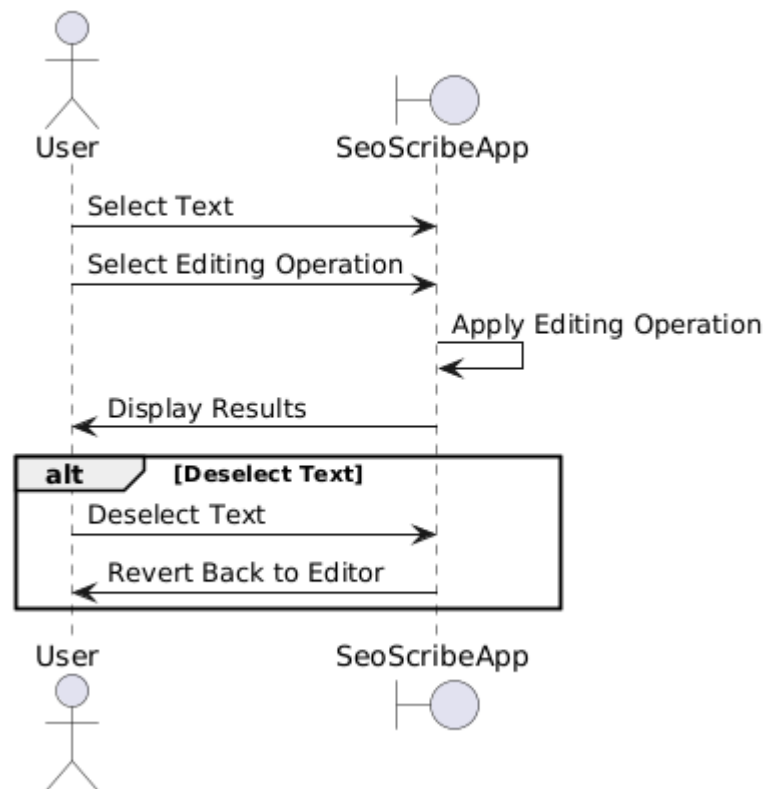 User
SeoScribeApp
Select Text
Select Editing Operation
Apply Editing Operation
Display Results
alt [Deselect Text]
Deselect Text
Revert Back to Editor
User
SeoScribeApp